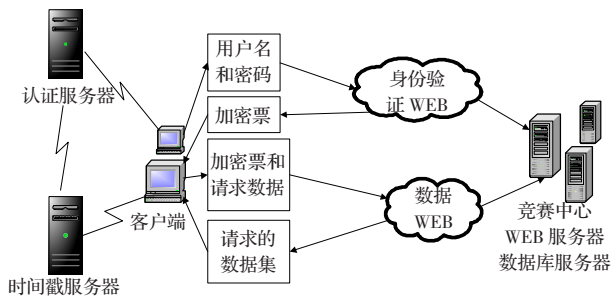 用户名
和密码
身份验
证 WEB
认证服务器
加密票
加密票和
请求数据
数据
WEB
客户端
竞赛中心
WEB 服务器
数据库服务器
请求的
数据集
时间戳服务器